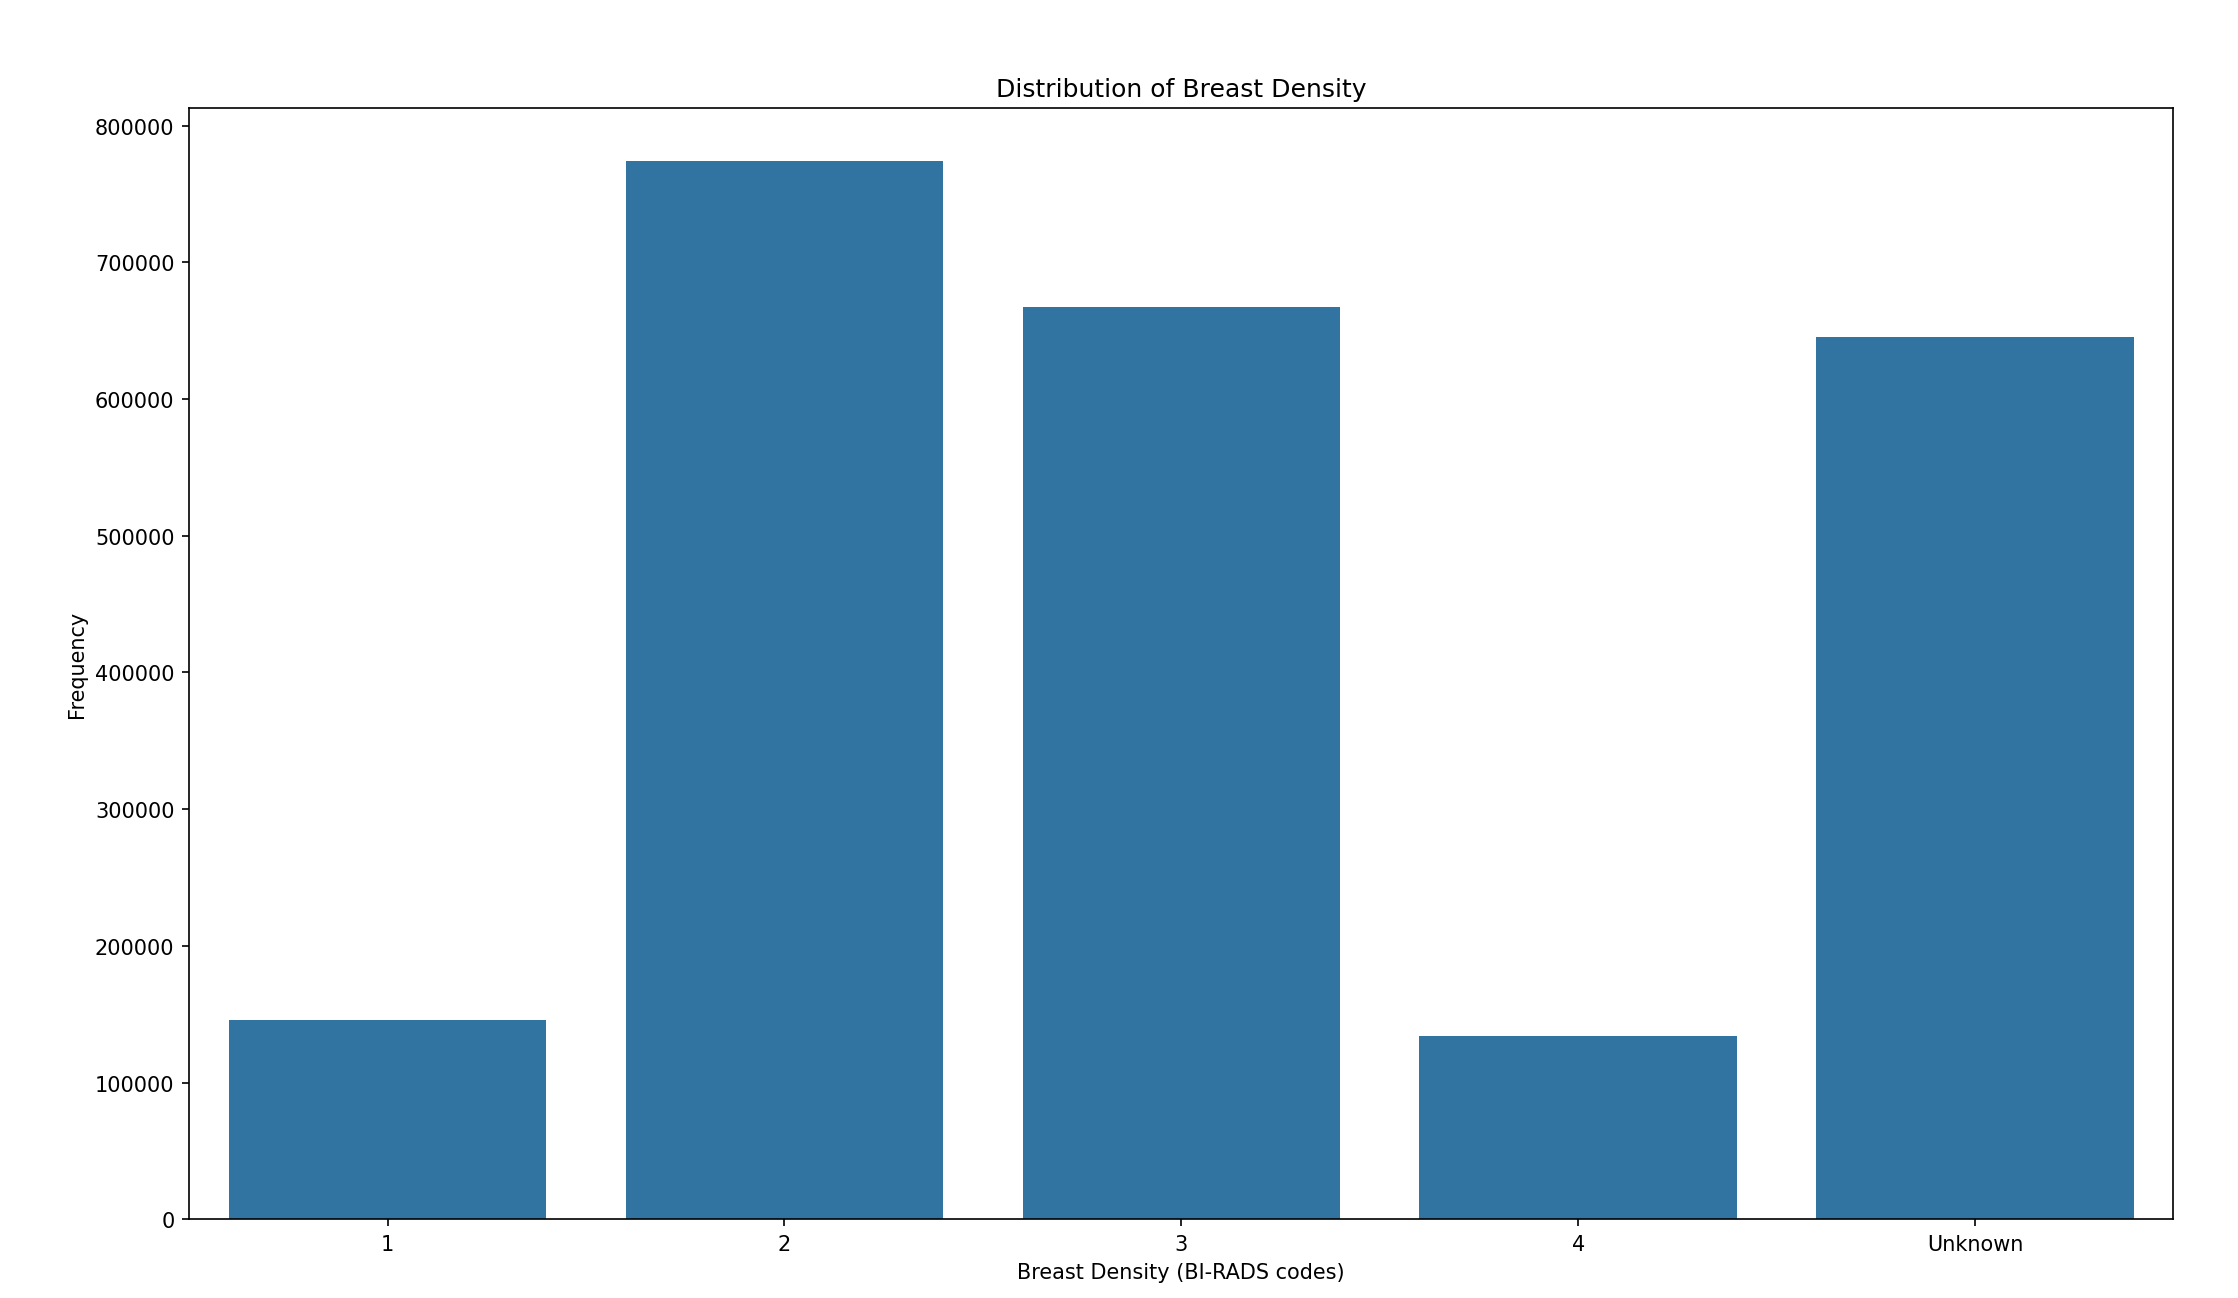 Distribution of Breast Density
800000
700000
600000
500000
400000
300000
200000
100000
0
Frequency
1 2 3 4 Unknown
Breast Density (BI-RADS codes)